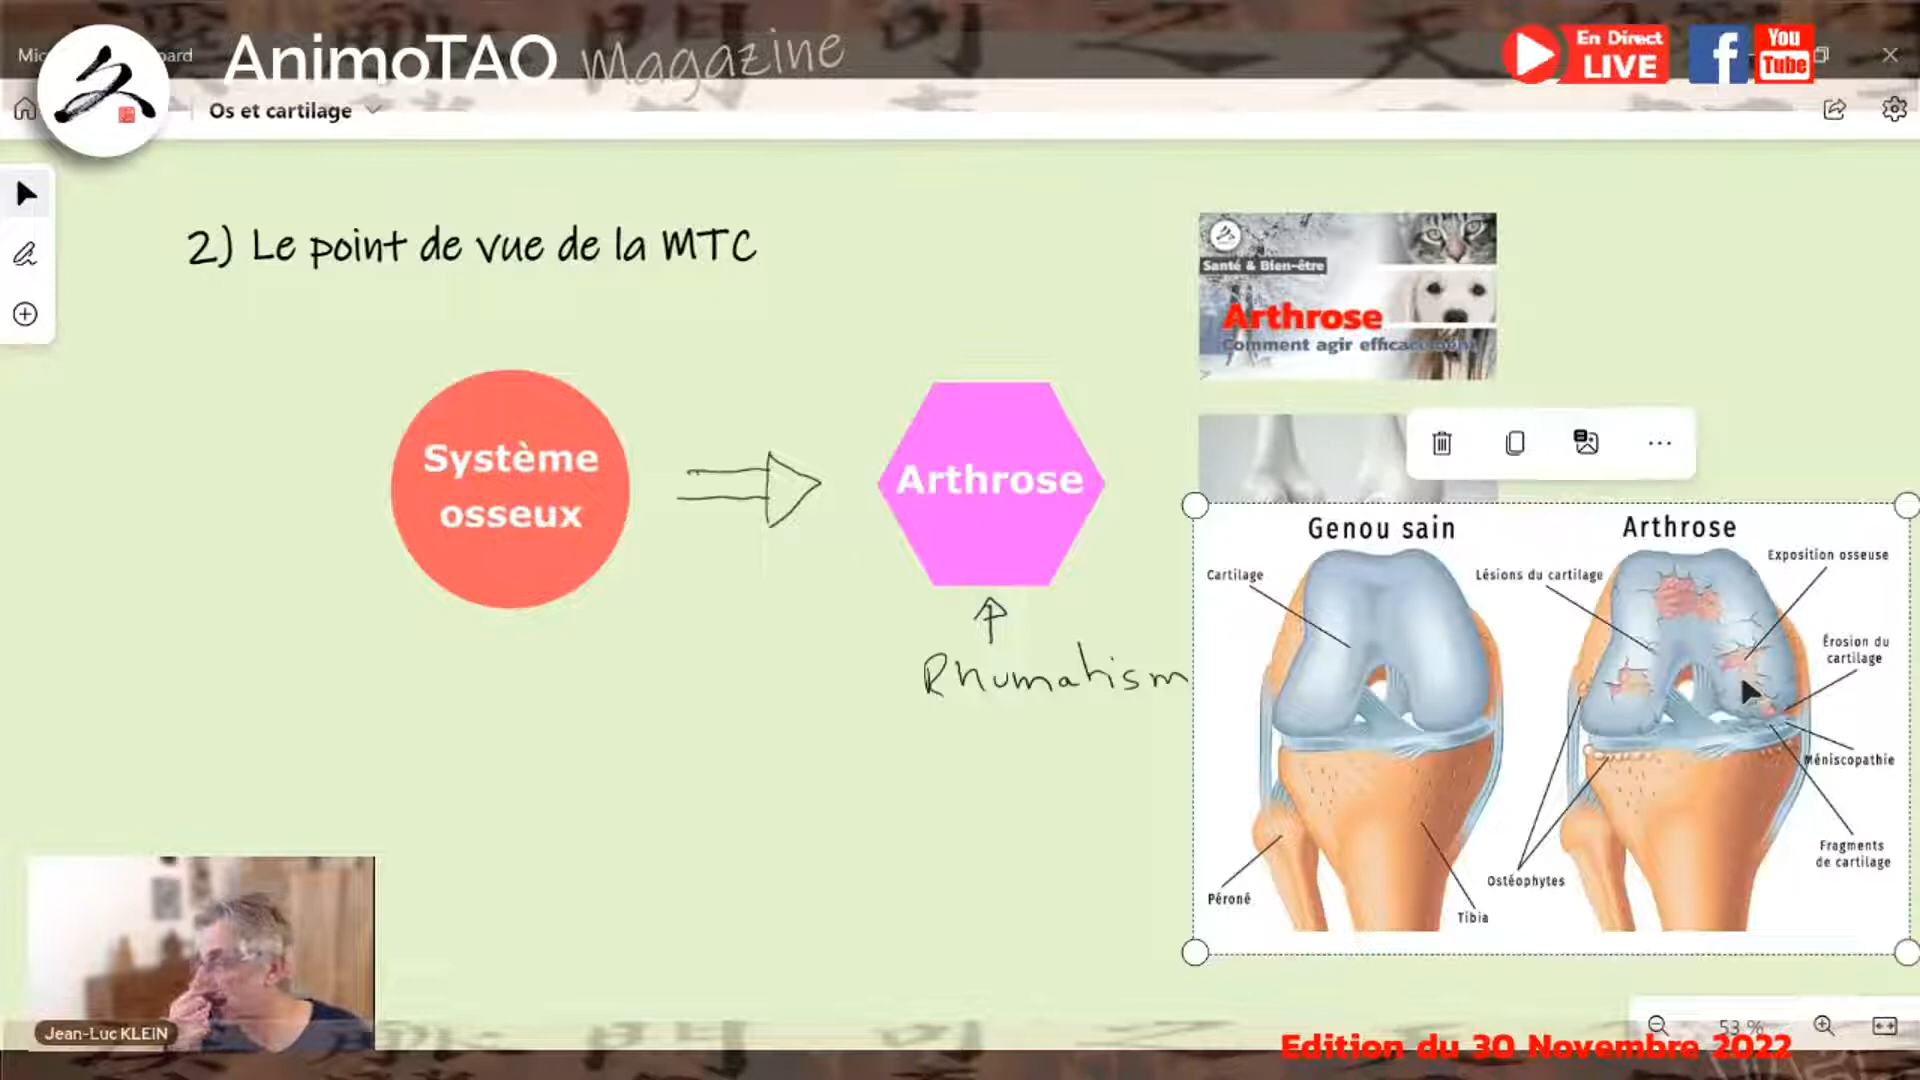 AnimoTAO Magazine
En Direct
LIVE
f
You
Tube
Os et cartilage
2) Le point de vue de la MTC
Santé & Bien-être
Arthrose
Comment agir
Système
osseux
Arthrose
Rhumatism
Genou sain
Arthrose
Cartilage
Lésions du cartilage
Exposition osseuse
Érosion du
cartilage
Méniscopathie
Fragments
de cartilage
Ostéophytes
Péroné
Tibia
Jean-Luc KLEIN
53 %
Edition du 30 Novembre 2022